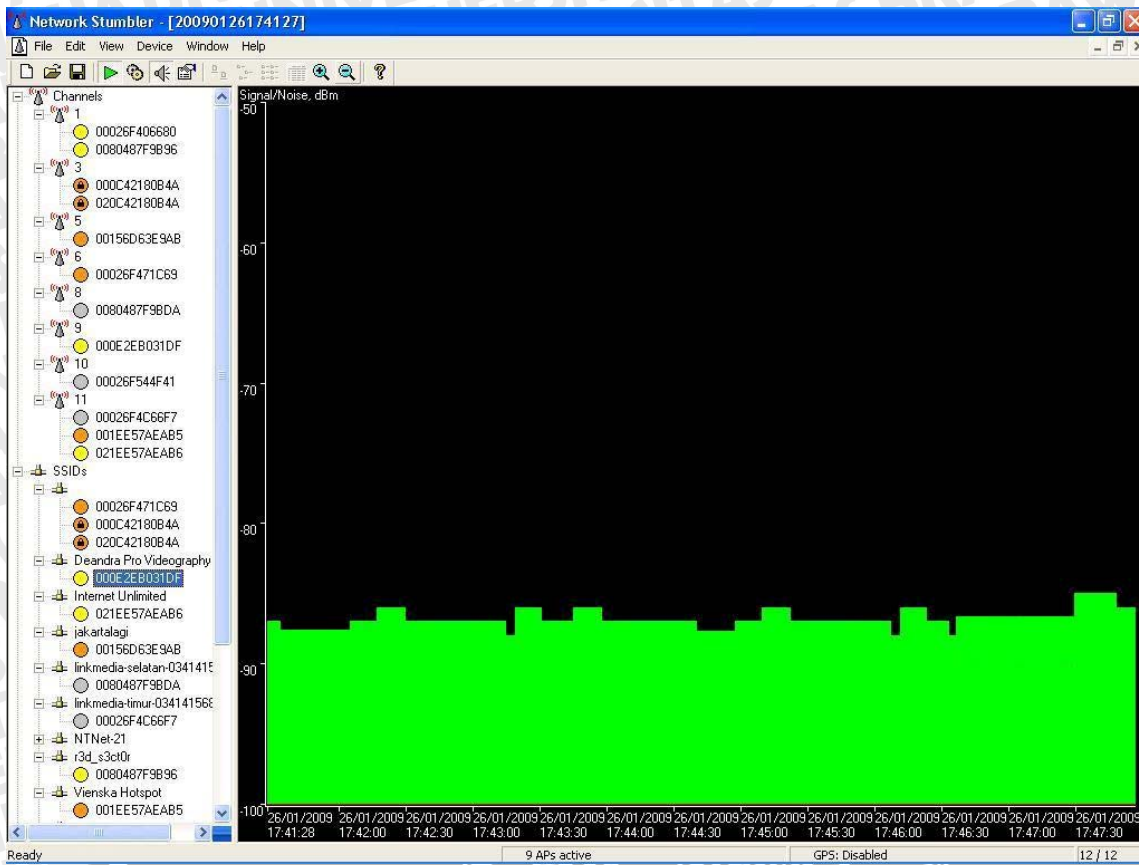 Network Stumbler - [20090126174127]
File Edit View Device Window Help
Channels
1
00026F406680
0080487F9B96
3
000C42180B4A
020C42180B4A
5
00156D63E9AB
6
00026F471C69
8
0080487F9BDA
9
000E2EB031DF
10
00026F544F41
11
00026F4C66F7
001EE57AEAB5
021EE57AEAB6
SSIDs
00026F471C69
000C42180B4A
020C42180B4A
Deandra Pro Videography
000E2EB031DF
Internet Unlimited
021EE57AEAB6
jakartalagi
00156D63E9AB
linkmedia-selatan-0341415
0080487F9BDA
linkmedia-timur-034141568
00026F4C66F7
NTNet-21
r3d_s3ct0r
0080487F9B96
Vienska Hotspot
001EE57AEAB5
Signal/Noise, dBm
-50
-60
-70
-80
-90
-100
26/01/2009 26/01/2009 26/01/2009 26/01/2009 26/01/2009 26/01/2009 26/01/2009 26/01/2009 26/01/2009 26/01/2009 26/01/2009 26/01/2009 26/01/2009
17:41:28 17:42:00 17:42:30 17:43:00 17:43:30 17:44:00 17:44:30 17:45:00 17:45:30 17:46:00 17:46:30 17:47:00 17:47:30
Ready 9 APs active GPS: Disabled 12 / 12